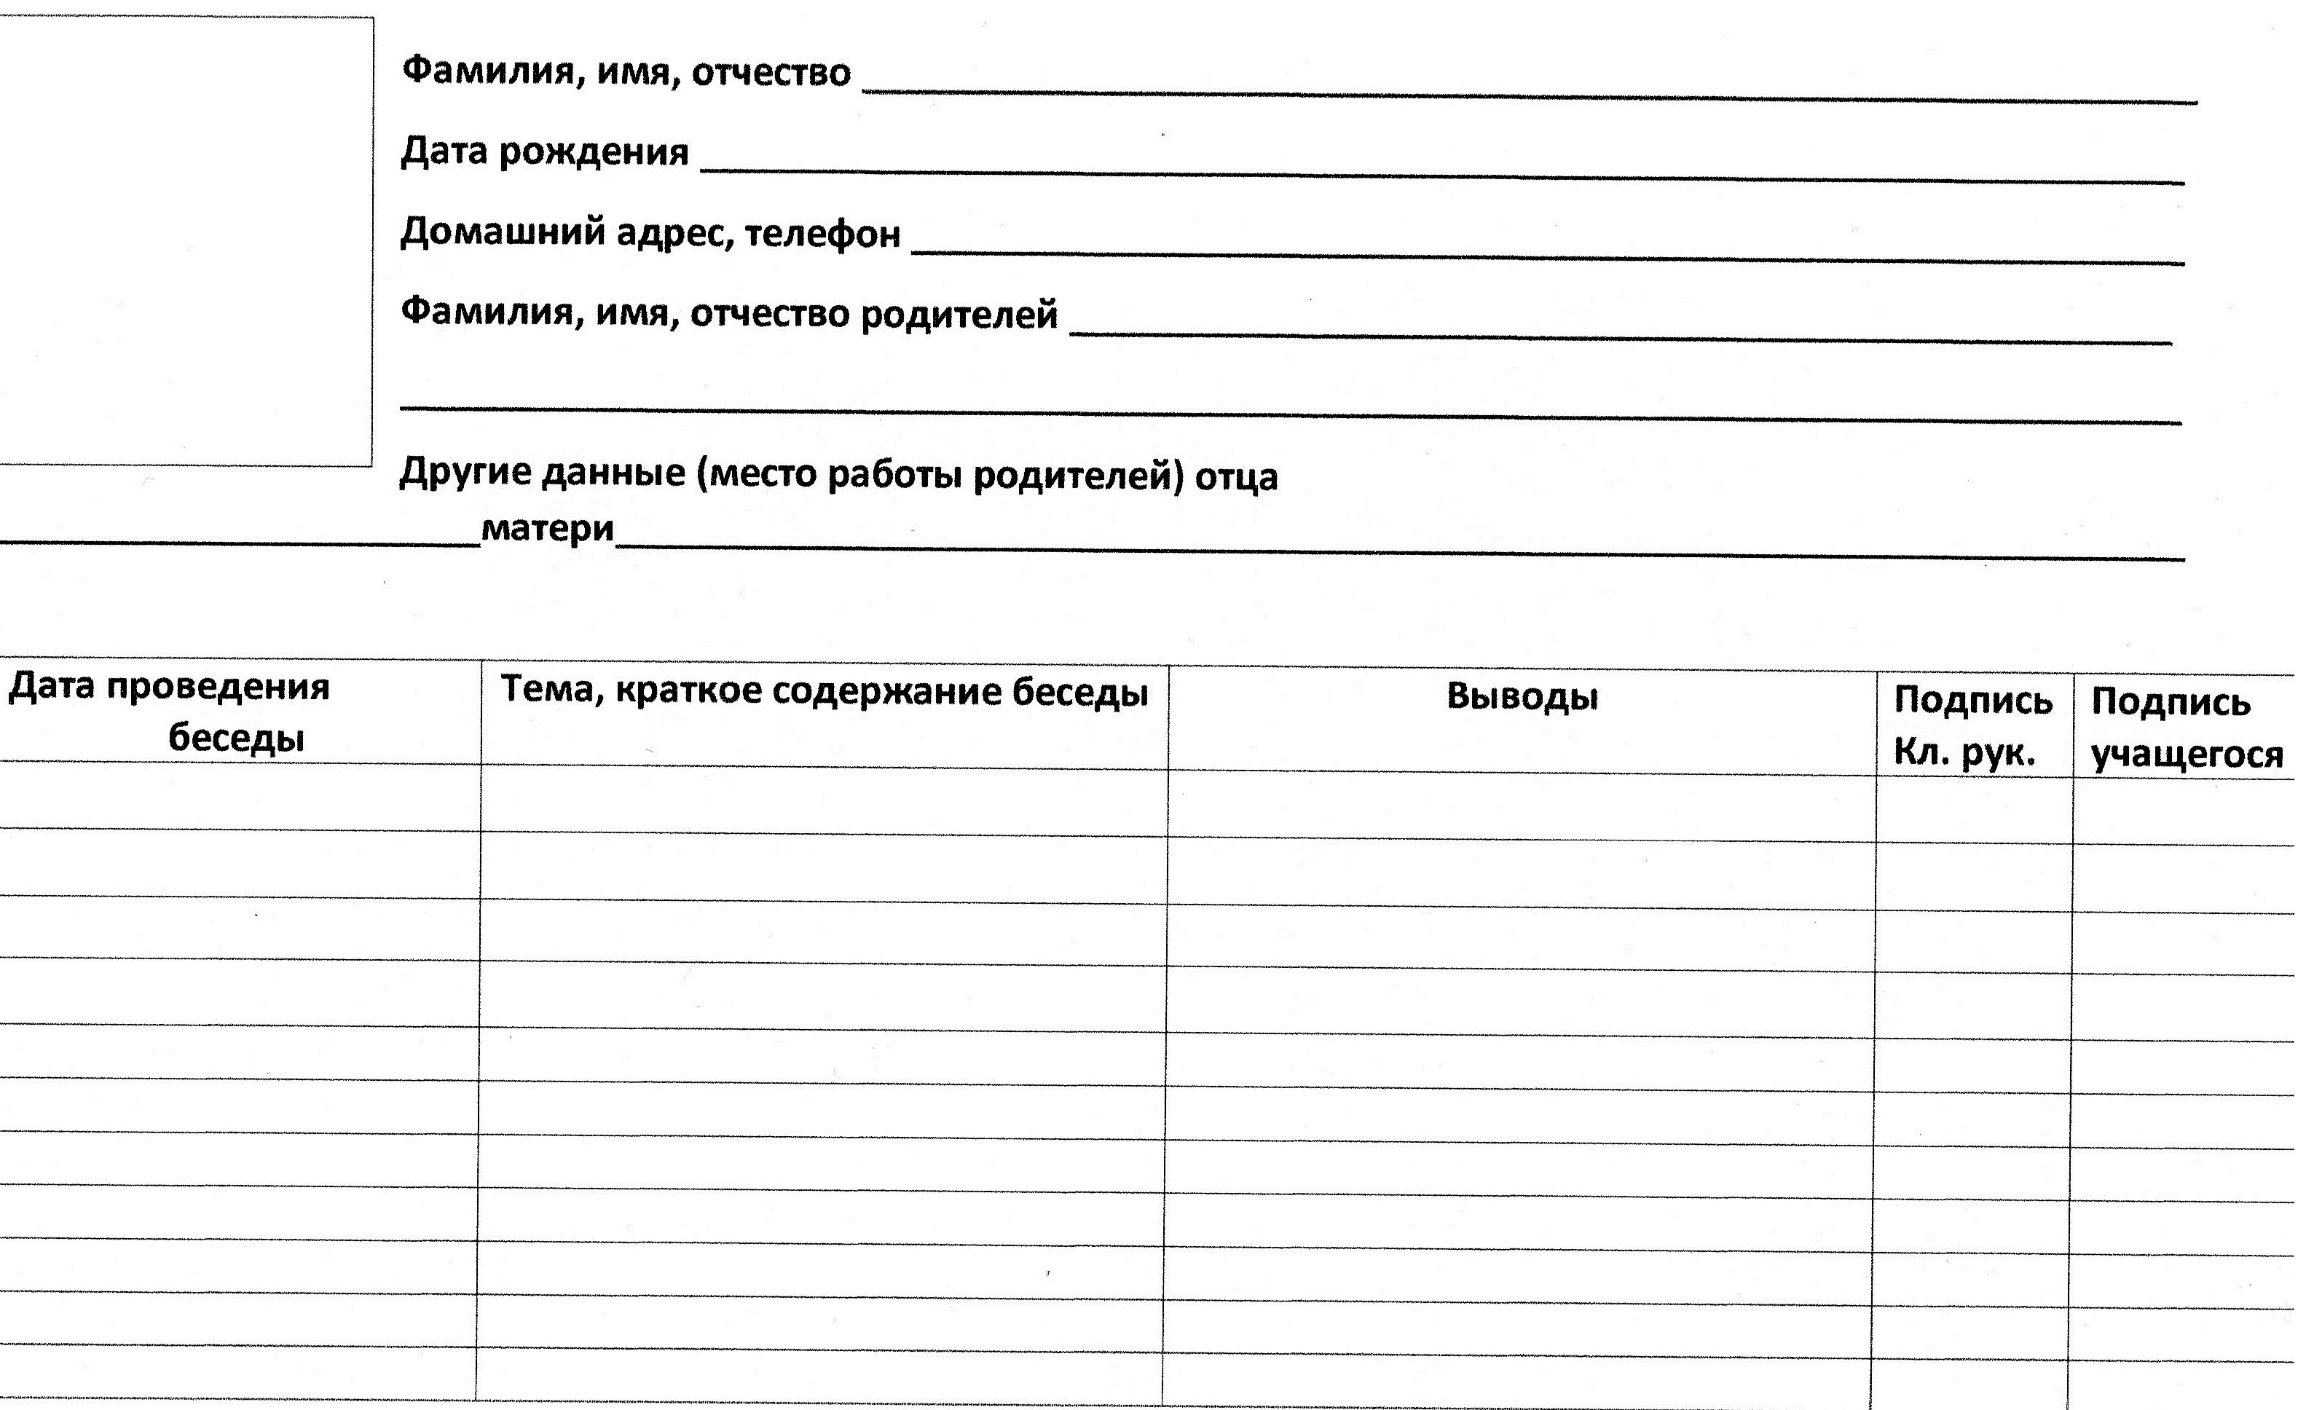 Фамилия, имя, отчество
Дата рождения
Домашний адрес, телефон
Фамилия, имя, отчество родителей
Другие данные (место работы родителей) отца
матери
Дата проведения
беседы
Тема, краткое содержание беседы
Выводы
Подпись
Кл. рук.
Подпись
учащегося